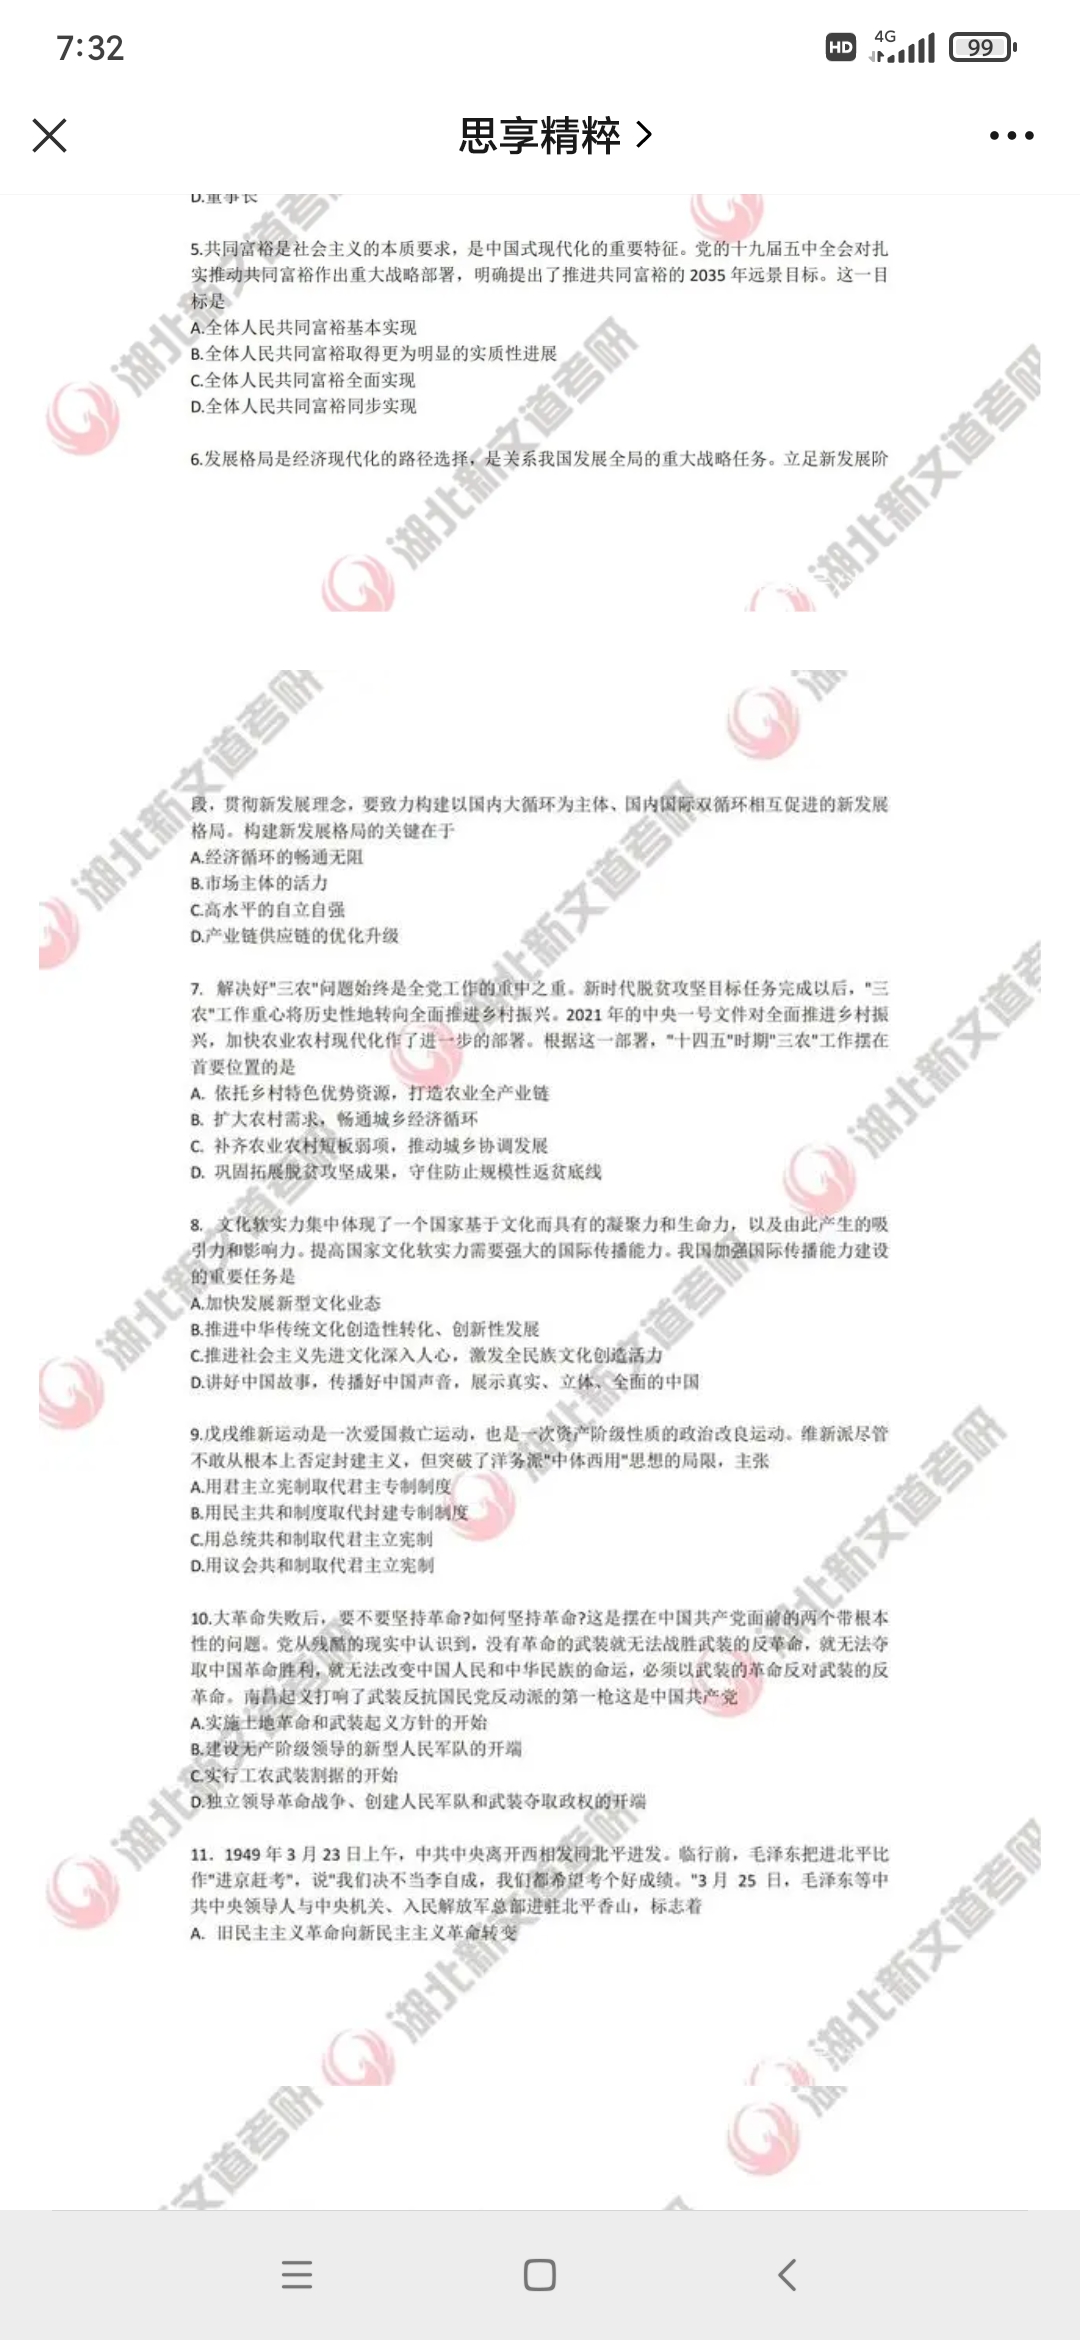 7:32
HD
4G
99
思享精粹
D.董事长
5.共同富裕是社会主义的本质要求，是中国式现代化的重要特征。党的十九届五中全会对扎
实推动共同富裕作出重大战略部署，明确提出了推进共同富裕的 2035 年远景目标。这一目
标是
A.全体人民共同富裕基本实现
B.全体人民共同富裕取得更为明显的实质性进展
C.全体人民共同富裕全面实现
D.全体人民共同富裕同步实现
6.发展格局是经济现代化的路径选择，是关系我国发展全局的重大战略任务。立足新发展阶
段，贯彻新发展理念，要致力构建以国内大循环为主体、国内国际双循环相互促进的新发展
格局。构建新发展格局的关键在于
A.经济循环的畅通无阻
B.市场主体的活力
C.高水平的自立自强
D.产业链供应链的优化升级
7. 解决好"三农"问题始终是全党工作的重中之重。新时代脱贫攻坚目标任务完成以后，"三
农"工作重心将历史性地转向全面推进乡村振兴。2021 年的中央一号文件对全面推进乡村振
兴，加快农业农村现代化作了进一步的部署。根据这一部署，"十四五"时期"三农"工作摆在
首要位置的是
A. 依托乡村特色优势资源，打造农业全产业链
B. 扩大农村需求，畅通城乡经济循环
C. 补齐农业农村短板弱项，推动城乡协调发展
D. 巩固拓展脱贫攻坚成果，守住防止规模性返贫底线
8. 文化软实力集中体现了一个国家基于文化而具有的凝聚力和生命力，以及由此产生的吸
引力和影响力。提高国家文化软实力需要强大的国际传播能力。我国加强国际传播能力建设
的重要任务是
A.加快发展新型文化业态
B.推进中华传统文化创造性转化、创新性发展
C.推进社会主义先进文化深入人心，激发全民族文化创造活力
D.讲好中国故事，传播好中国声音，展示真实、立体、全面的中国
9.戊戌维新运动是一次爱国救亡运动，也是一次资产阶级性质的政治改良运动。维新派尽管
不敢从根本上否定封建主义，但突破了洋务派"中体西用"思想的局限，主张
A.用君主立宪制取代君主专制制度
B.用民主共和制度取代封建专制制度
C.用总统共和制取代君主立宪制
D.用议会共和制取代君主立宪制
10.大革命失败后，要不要坚持革命?如何坚持革命?这是摆在中国共产党面前的两个带根本
性的问题。党从残酷的现实中认识到，没有革命的武装就无法战胜武装的反革命，就无法夺
取中国革命胜利，就无法改变中国人民和中华民族的命运，必须以武装的革命反对武装的反
革命。南昌起义打响了武装反抗国民党反动派的第一枪这是中国共产党
A.实施土地革命和武装起义方针的开始
B.建设无产阶级领导的新型人民军队的开端
C.实行工农武装割据的开始
D.独立领导革命战争、创建人民军队和武装夺取政权的开端
11. 1949 年 3 月 23 日上午，中共中央离开西相发同北平进发。临行前，毛泽东把进北平比
作"进京赶考"，说"我们决不当李自成，我们都希望考个好成绩。"3 月 25 日，毛泽东等中
共中央领导人与中央机关、入民解放军总部进驻北平香山，标志着
A. 旧民主主义革命向新民主主义革命转变
湖北新文道考研